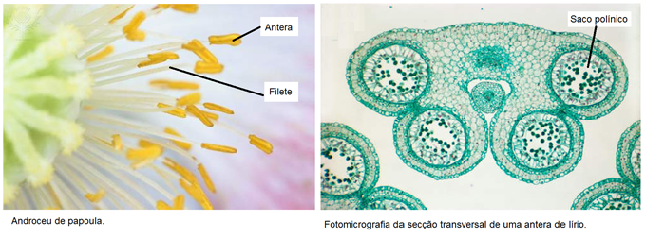 Antera
Filete
Androceu de papoula.
Saco polínico
Fotomicrografia da secção transversal de uma antera de lírio.